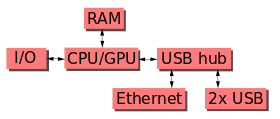 RAM
I/O
CPU/GPU
USB hub
Ethernet
2x USB